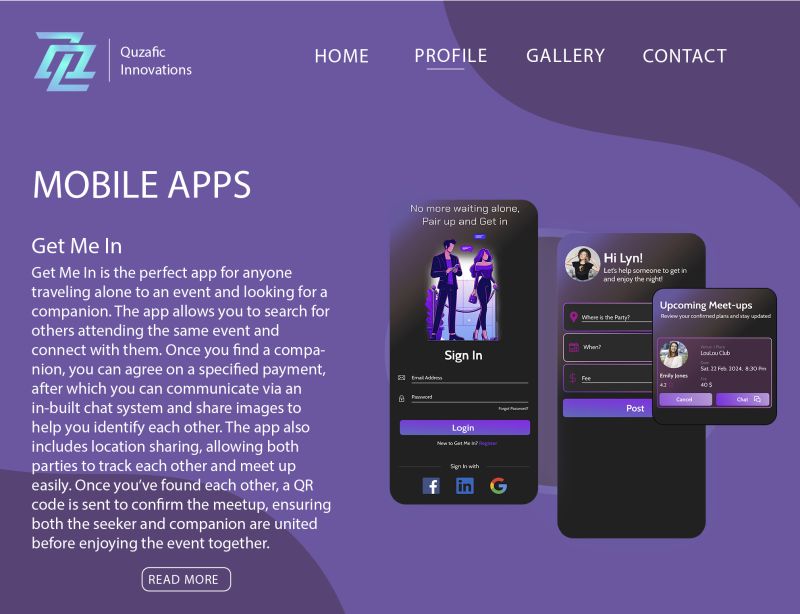 Quzafic
Innovations
HOME
PROFILE
GALLERY
CONTACT
MOBILE APPS
Get Me In
Get Me In is the perfect app for anyone
traveling alone to an event and looking for a
companion. The app allows you to search for
others attending the same event and
connect with them. Once you find a compa-
nion, you can agree on a specified payment,
after which you can communicate via an
in-built chat system and share images to
help you identify each other. The app also
includes location sharing, allowing both
parties to track each other and meet up
easily. Once you’ve found each other, a QR
code is sent to confirm the meetup, ensuring
both the seeker and companion are united
before enjoying the event together.
READ MORE
No more waiting alone,
Pair up and Get in
Sign In
Email Address
Password
Forgot Password?
Login
New to Get Me In? Register
Sign In with
Hi Lyn!
Let's help someone to get in
and enjoy the night!
Where is the Party?
When?
Fee
Post
Upcoming Meet-ups
Review your confirmed plans and stay updated
LouLou Club
Sat. 22 Feb. 2024, 8:30 Pm
Emily Jones
4.2
Fee
40 $
Cancel
Chat